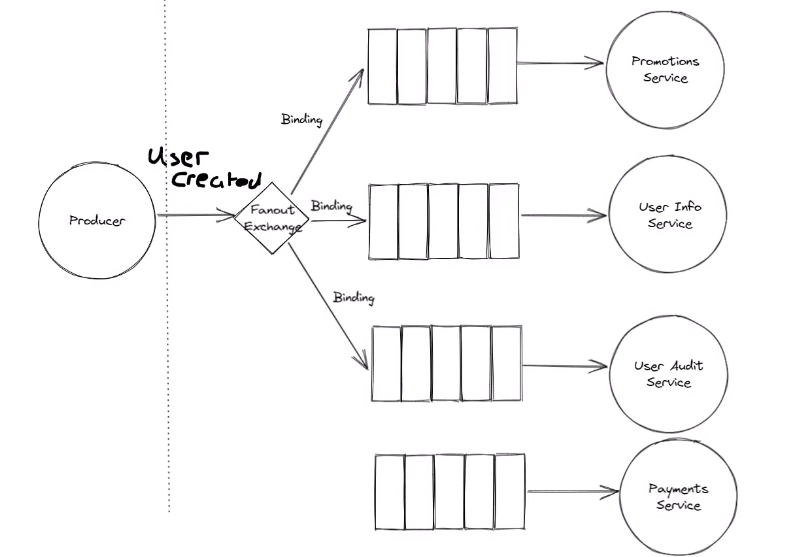 Promotions
Service
Binding
User
Created
Producer
Fanout
Exchange
Binding
User Info
Service
Binding
User Audit
Service
Payments
Service